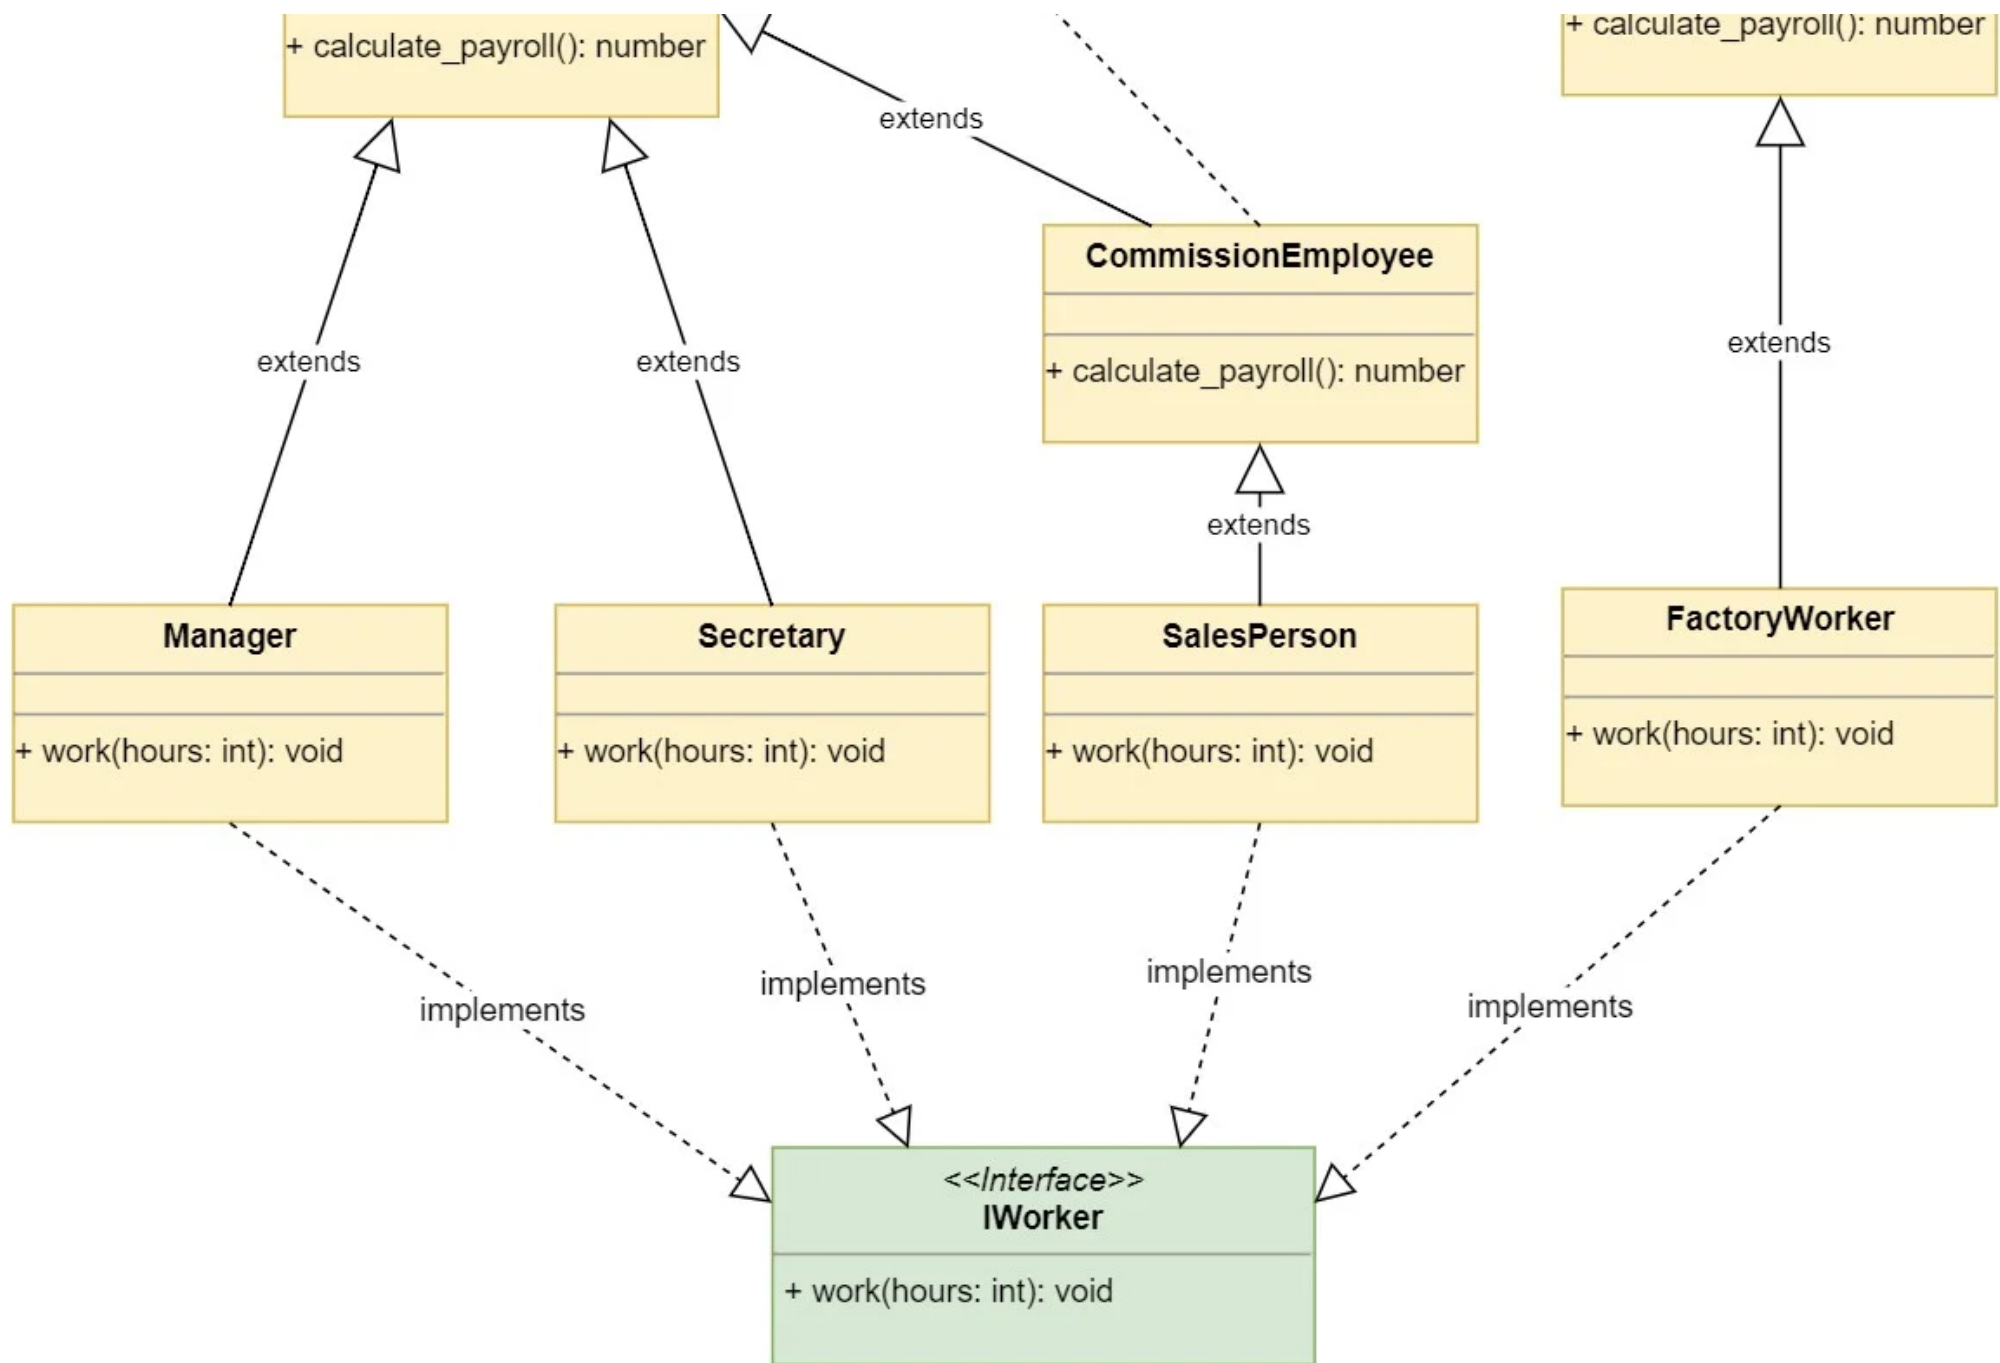 + calculate_payroll(): number
+ calculate_payroll(): number
extends
CommissionEmployee
+ calculate_payroll(): number
extends
extends
extends
extends
Manager
+ work(hours: int): void
Secretary
+ work(hours: int): void
SalesPerson
+ work(hours: int): void
FactoryWorker
+ work(hours: int): void
implements
implements
implements
implements
<<Interface>>
IWorker
+ work(hours: int): void